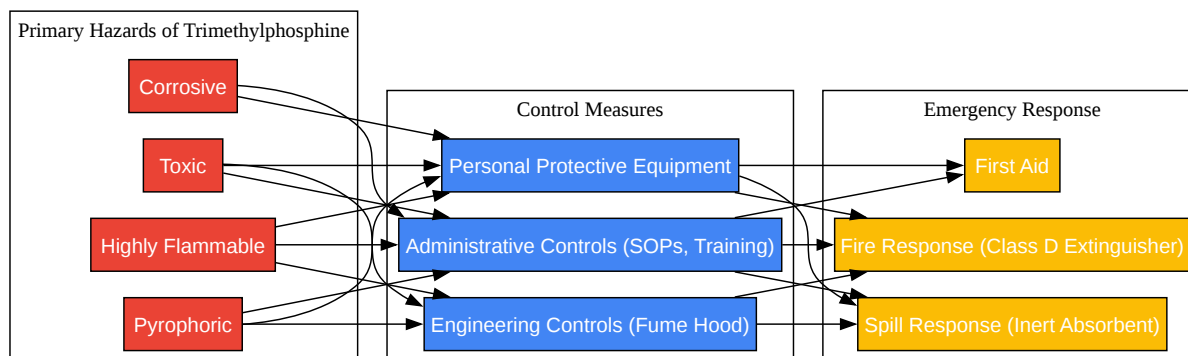 Primary Hazards of Trimethylphosphine
Corrosive
Toxic
Highly Flammable
Pyrophoric
Control Measures
Personal Protective Equipment
Administrative Controls (SOPs, Training)
Engineering Controls (Fume Hood)
Emergency Response
First Aid
Fire Response (Class D Extinguisher)
Spill Response (Inert Absorbent)